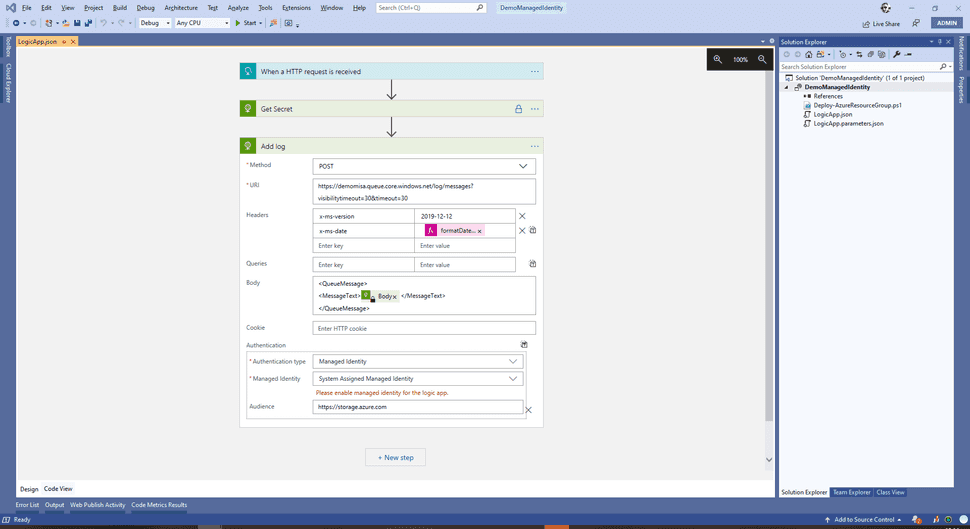 File Edit View Project Build Debug Architecture Test Analyze Tools Extensions Window Help Search (Ctrl+Q) DemoManagedIdentity
Debug Any CPU Start Live Share ADMIN
LogicApp.json
Toolbox
Cloud Explorer
100%
When a HTTP request is received ...
Get Secret ...
Add log ...
* Method POST
* URI https://demomisa.queue.core.windows.net/log/messages?
visibilitytimeout=30&timeout=30
Headers x-ms-version 2019-12-12
x-ms-date formatDate... x
Enter key Enter value
Queries Enter key Enter value
Body <QueueMessage>
<MessageText> Body x </MessageText>
</QueueMessage>
Cookie Enter HTTP cookie
Authentication
* Authentication type Managed Identity
* Managed Identity System Assigned Managed Identity
Please enable managed identity for the logic app.
Audience https://storage.azure.com
+ New step
Design Code View
Error List Output Web Publish Activity Code Metrics Results
Ready
Solution Explorer
Search Solution Explorer
Solution 'DemoManagedIdentity' (1 of 1 project)
DemoManagedIdentity
References
Deploy-AzureResourceGroup.ps1
LogicApp.json
LogicApp.parameters.json
Solution Explorer Team Explorer Class View
Notifications
Properties
Add to Source Control